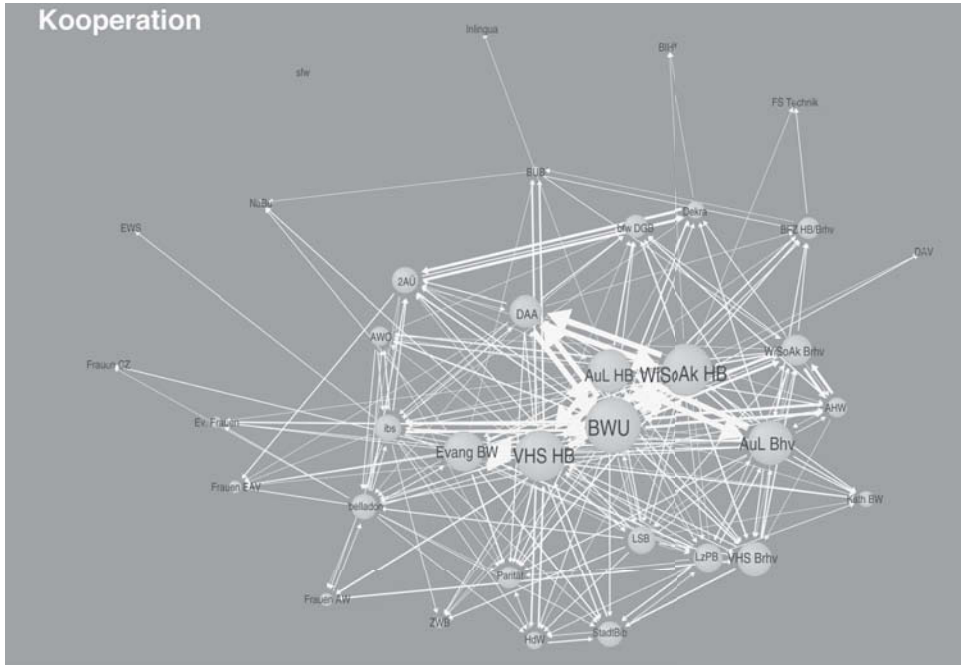 Kooperation
Inlingua
BIHª
sfw
FS Technik
BUB
NuBu
Dekra
bfw DGB
BFZ HB/Brhv
EWS
DAV
2AÜ
DAA
AWO
WiSoAk Brhv
Frauen CZ
AuL HB
WiSoAk HB
AHW
Ev. Frauen
ibs
BWU
AuL Bhv
Evang BW
VHS HB
Frauen EAV
Kath BW
belladon
LSB
LzPB
VHS Brhv
Parität
Frauen AW
ZWB
HdW
StadtBib